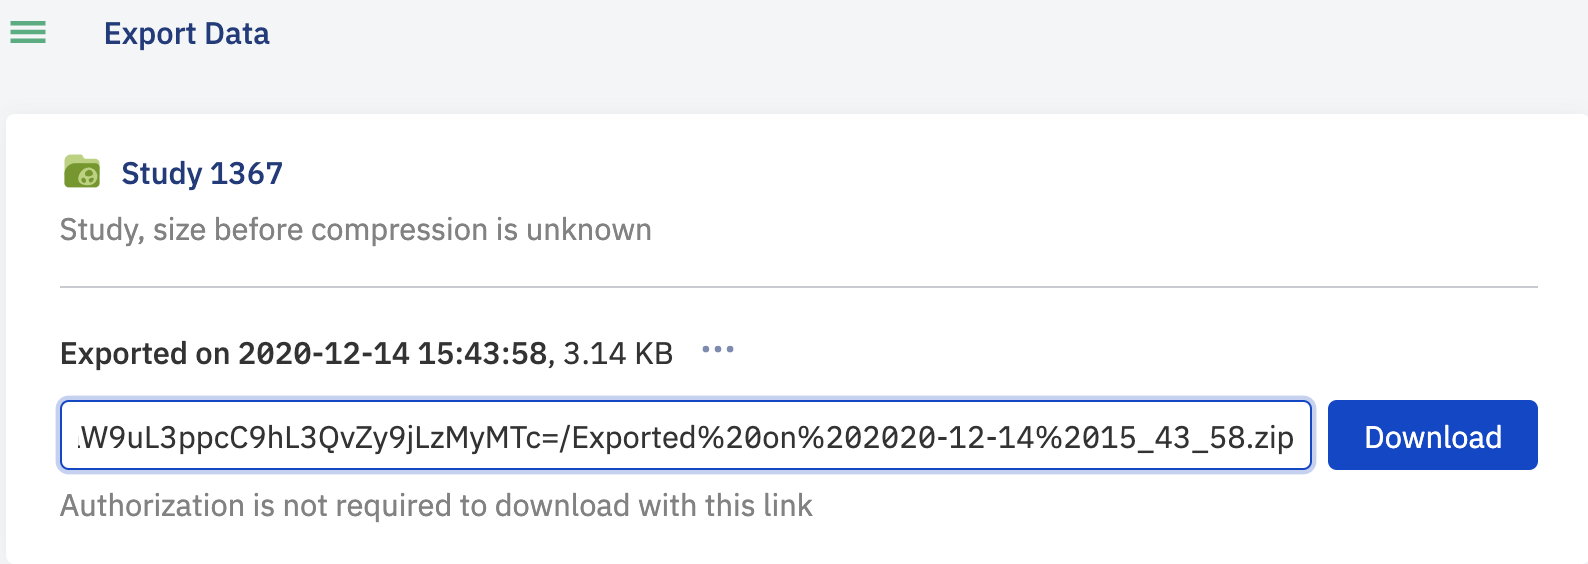 Export Data
Study 1367
Study, size before compression is unknown
Exported on 2020-12-14 15:43:58, 3.14 KB
W9uL3ppcC9hL3QvZy9jLzMyMTc=/Exported%20on%202020-12-14%2015_43_58.zip
Download
Authorization is not required to download with this link